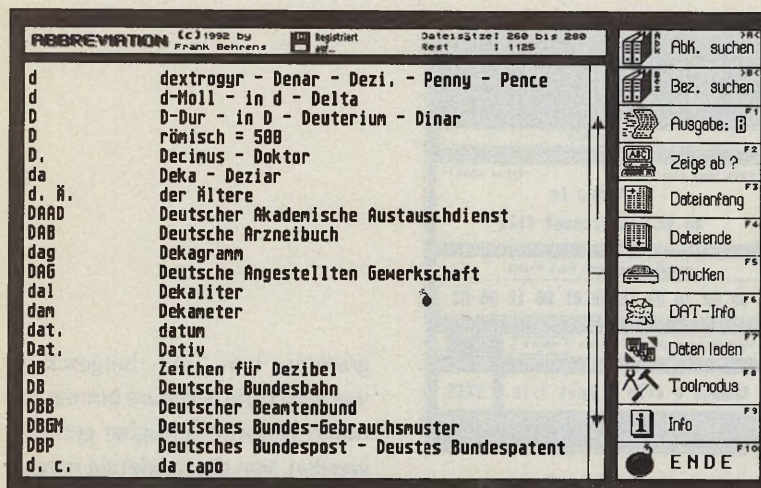 ABBREVIATION (C)1992 by Frank Behrens Registriert auf... Dateisätze: 260 bis 280
Rest : 1125
d dextrogyr - Denar - Dezi. - Penny - Pence
d d-Moll - in d - Delta
D D-Dur - in D - Deuterium - Dinar
D römisch = 500
D. Decimus - Doktor
da Deka - Deziar
d. Ä. der Ältere
DAAD Deutscher Akademische Austauschdienst
DAB Deutsche Arzneibuch
dag Dekagramm
DAG Deutsche Angestellten Gewerkschaft
dal Dekaliter
dam Dekameter
dat. datum
Dat. Dativ
dB Zeichen für Dezibel
DB Deutsche Bundesbahn
DBB Deutscher Beamtenbund
DBGM Deutsches Bundes-Gebrauchsmuster
DBP Deutsches Bundespost - Deustes Bundespatent
d. c. da capo
Abk. suchen >A<
Bez. suchen >B<
Ausgabe: F1
ABC Zeige ab ? F2
Dateianfang F3
Dateiende F4
Drucken F5
DAT-Info F6
Daten laden F7
Toolmodus F8
i Info F9
ENDE F10